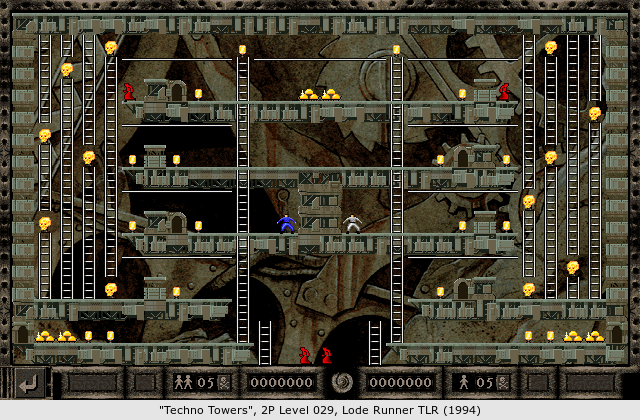 05 0000000 0000000 05
"Techno Towers", 2P Level 029, Lode Runner TLR (1994)